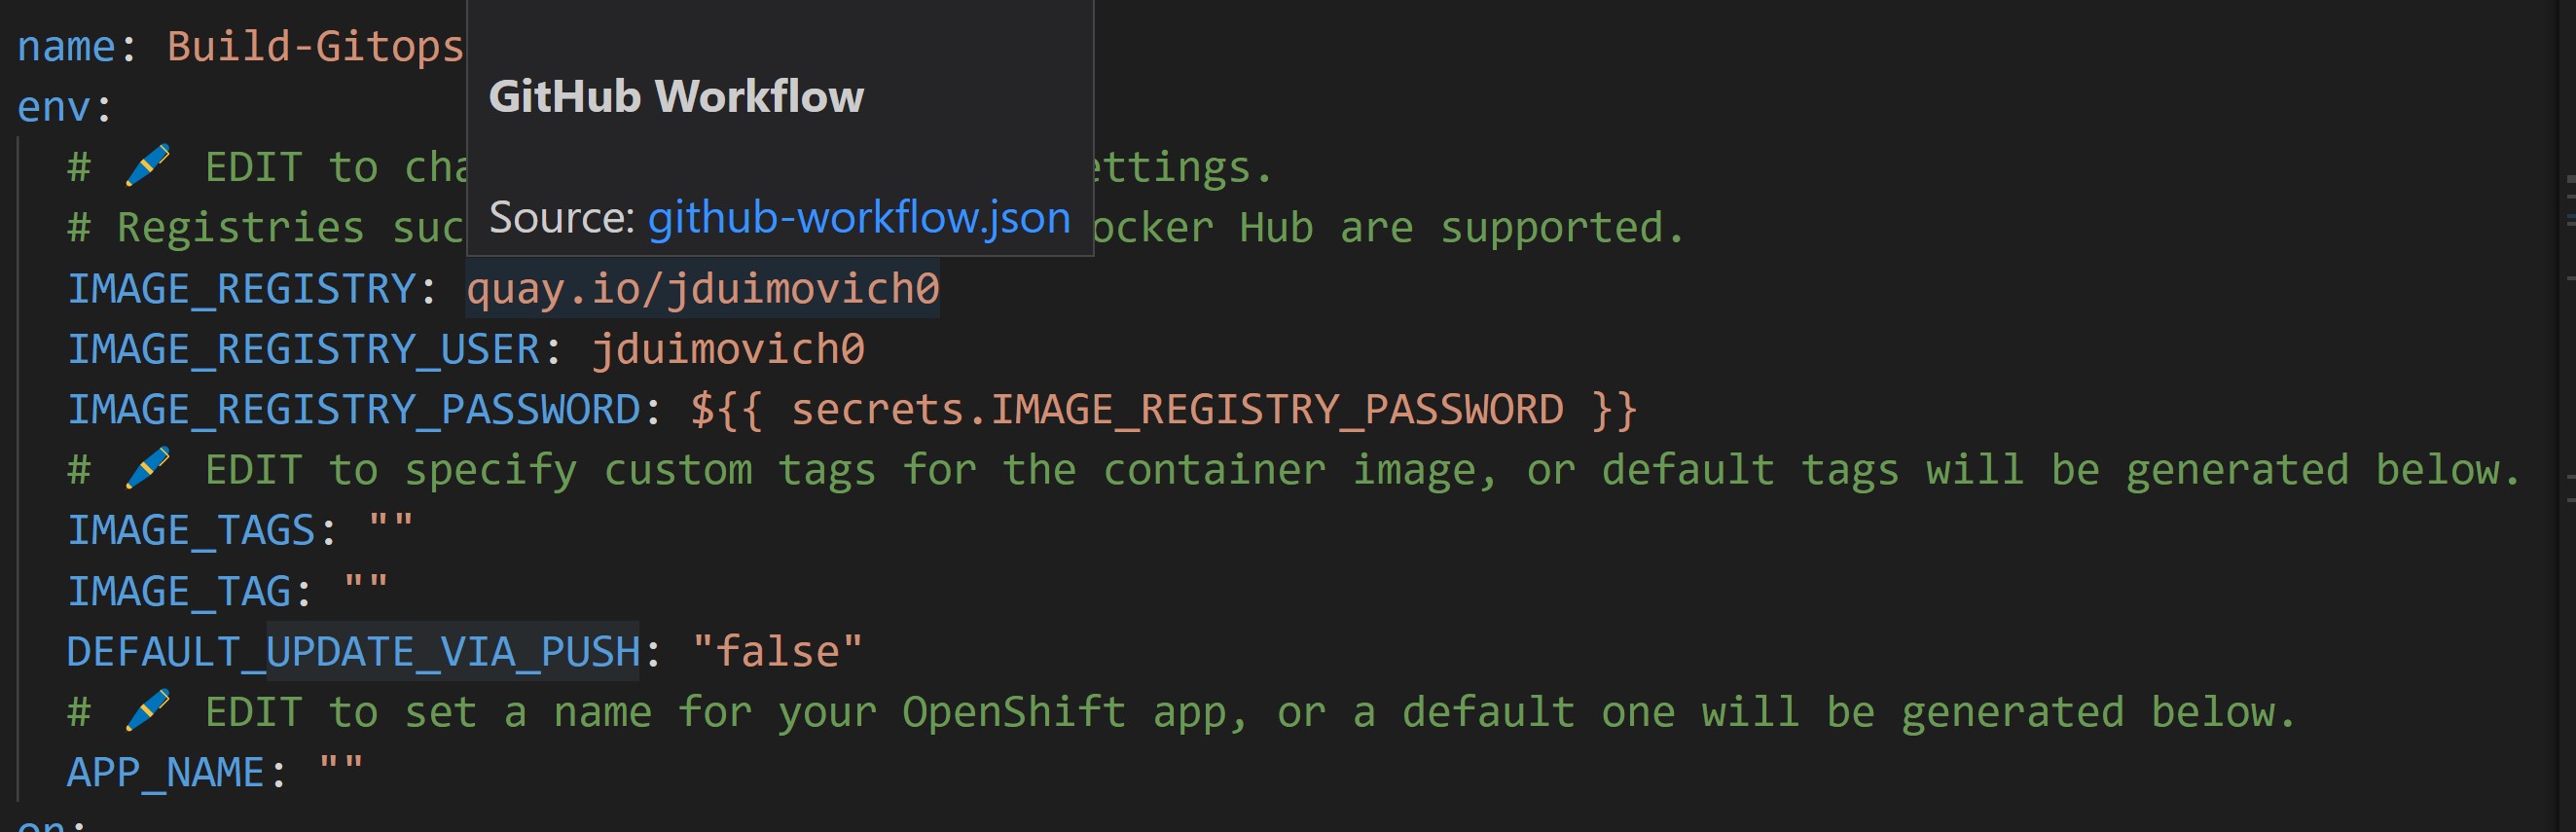 name: Build-Gitops
GitHub Workflow
env:
# 🖊️ EDIT to cha ettings.
Source: github-workflow.json
# Registries suc ocker Hub are supported.
IMAGE_REGISTRY: quay.io/jduimovich0
IMAGE_REGISTRY_USER: jduimovich0
IMAGE_REGISTRY_PASSWORD: ${{ secrets.IMAGE_REGISTRY_PASSWORD }}
# 🖊️ EDIT to specify custom tags for the container image, or default tags will be generated below.
IMAGE_TAGS: ""
IMAGE_TAG: ""
DEFAULT_UPDATE_VIA_PUSH: "false"
# 🖊️ EDIT to set a name for your OpenShift app, or a default one will be generated below.
APP_NAME: ""
on: